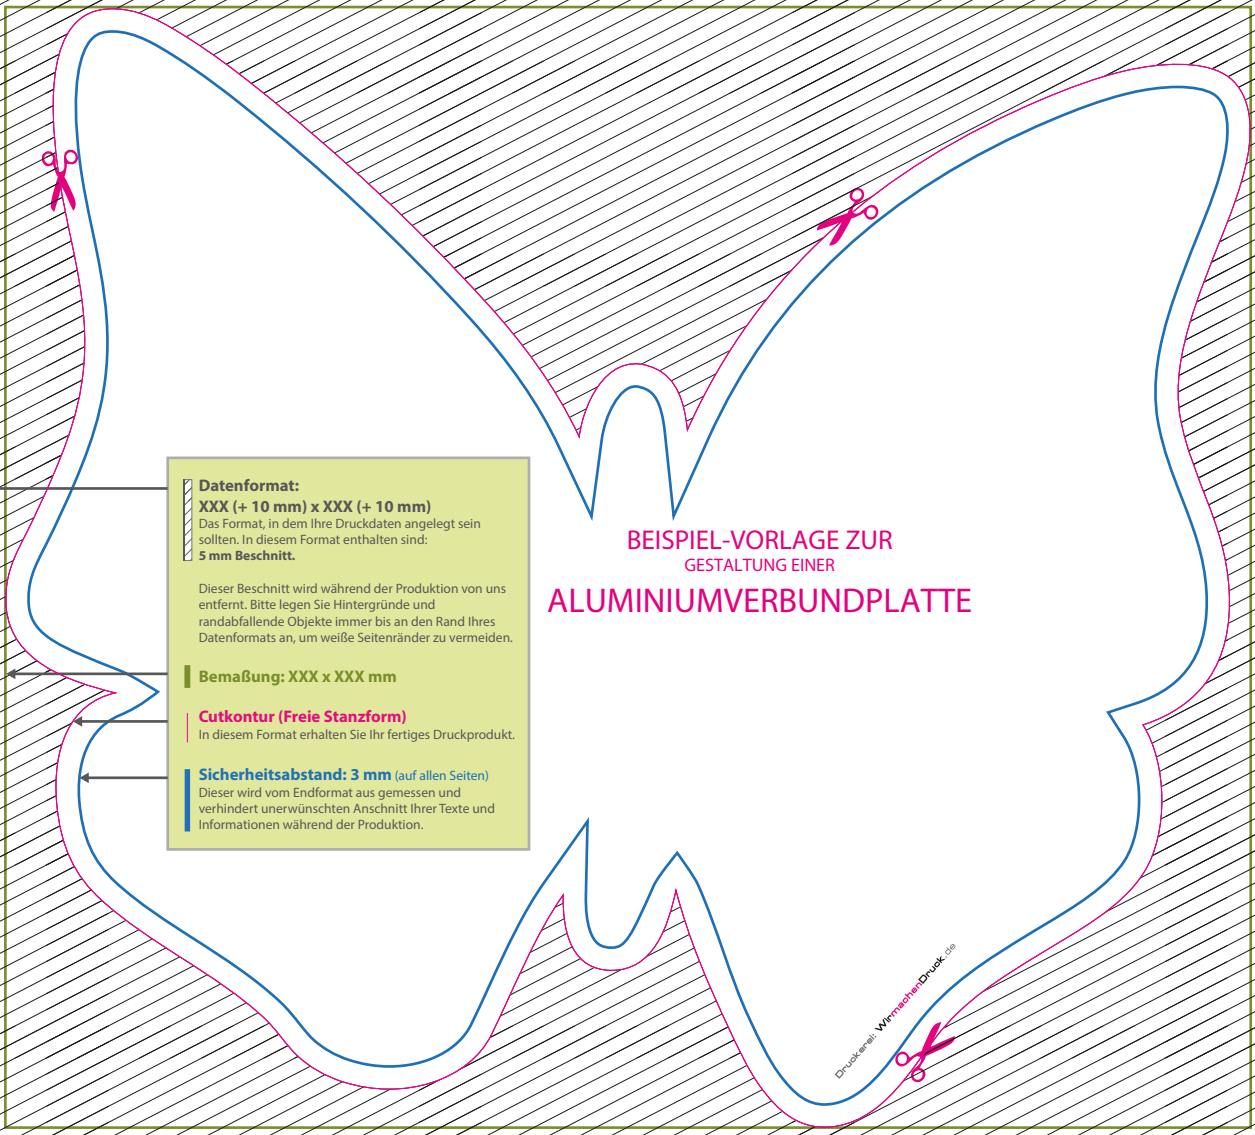 Datenformat:
XXX (+ 10 mm) x XXX (+ 10 mm)
Das Format, in dem Ihre Druckdaten angelegt sein
sollten. In diesem Format enthalten sind:
5 mm Beschnitt.
Dieser Beschnitt wird während der Produktion von uns
entfernt. Bitte legen Sie Hintergründe und
randabfallende Objekte immer bis an den Rand Ihres
Datenformats an, um weiße Seitenränder zu vermeiden.
Bemaßung: XXX x XXX mm
Cutkontur (Freie Stanzform)
In diesem Format erhalten Sie Ihr fertiges Druckprodukt.
Sicherheitsabstand: 3 mm (auf allen Seiten)
Dieser wird vom Endformat aus gemessen und
verhindert unerwünschten Anschnitt Ihrer Texte und
Informationen während der Produktion.
BEISPIEL-VORLAGE ZUR
GESTALTUNG EINER
ALUMINIUMVERBUNDPLATTE
Druckerei: WirmachenDruck.de